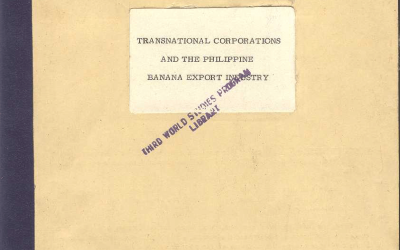 TRANSNATIONAL CORPORATIONS
AND THE PHILIPPINE
BANANA EXPORT INDUSTRY
THIRD WORLD STUDIES PROGRAM
LIBRARY